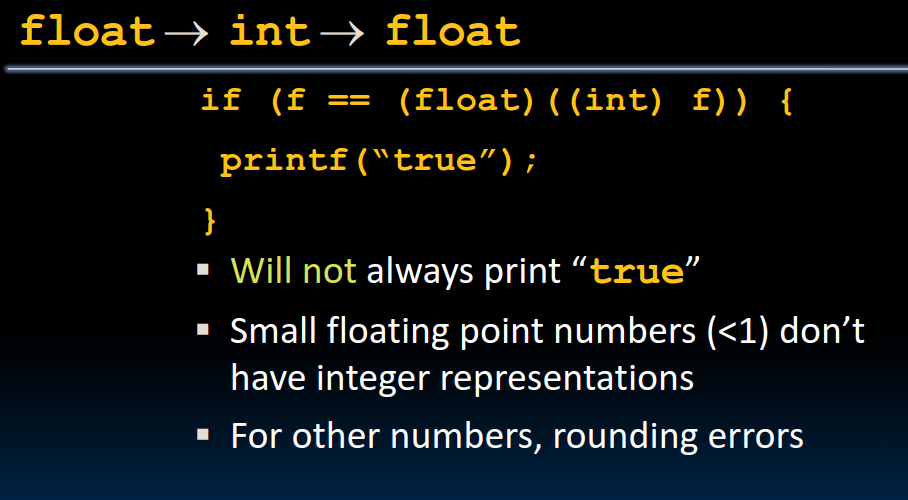 float→ int→ float
if (f == (float)((int) f)) {
printf(“true”);
}
▪ Will not always print “true”
▪ Small floating point numbers (<1) don’t
have integer representations
▪ For other numbers, rounding errors